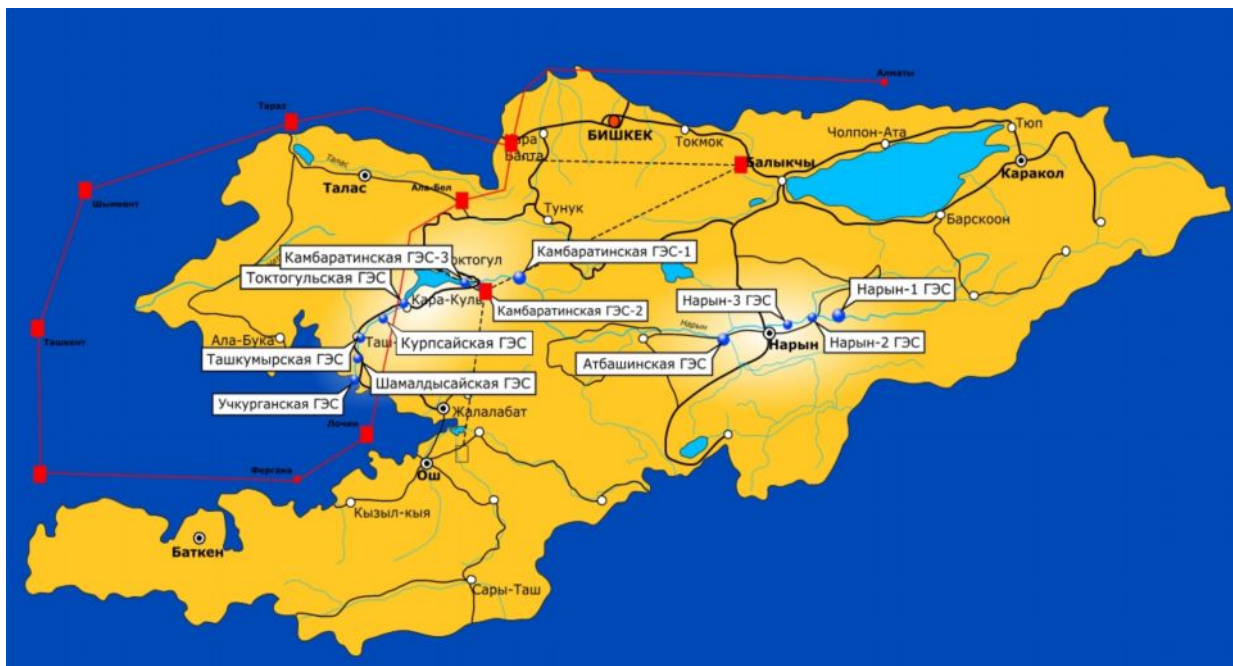 Алматы
Тараз
БИШКЕК
Токмок
Чолпон-Ата
Тюп
Кара
Балта
Балыкчы
Каракол
Талас
Талас
Ала-Бел
Шымкент
Тунук
Барскоон
Камбаратинская ГЭС-3
Камбаратинская ГЭС-1
Токтогульская ГЭС
Кара-Куль
Камбаратинская ГЭС-2
Нарын-3 ГЭС
Нарын-1 ГЭС
Ташкент
Ала-Бука
Таш-
Курпсайская ГЭС
Нарын
Нарын
Нарын-2 ГЭС
Ташкумырская ГЭС
Атбашинская ГЭС
Шамалдысайская ГЭС
Учкурганская ГЭС
Жалалабат
Лочин
Фергана
Ош
Кызыл-кыя
Баткен
Сары-Таш